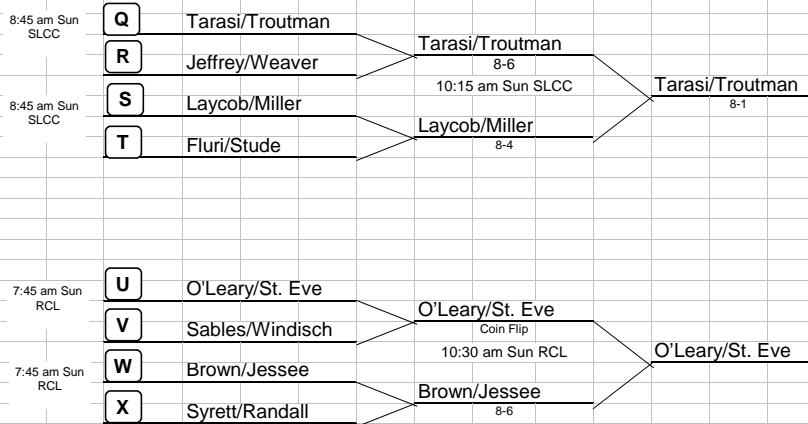 8:45 am Sun
SLCC
Q
Tarasi/Troutman
R
Jeffrey/Weaver
Tarasi/Troutman
8-6
10:15 am Sun SLCC
Tarasi/Troutman
8-1
8:45 am Sun
SLCC
S
Laycob/Miller
T
Fluri/Stude
Laycob/Miller
8-4
7:45 am Sun
RCL
U
O'Leary/St. Eve
V
Sables/Windisch
O'Leary/St. Eve
Coin Flip
10:30 am Sun RCL
O'Leary/St. Eve
7:45 am Sun
RCL
W
Brown/Jessee
X
Syrett/Randall
Brown/Jessee
8-6